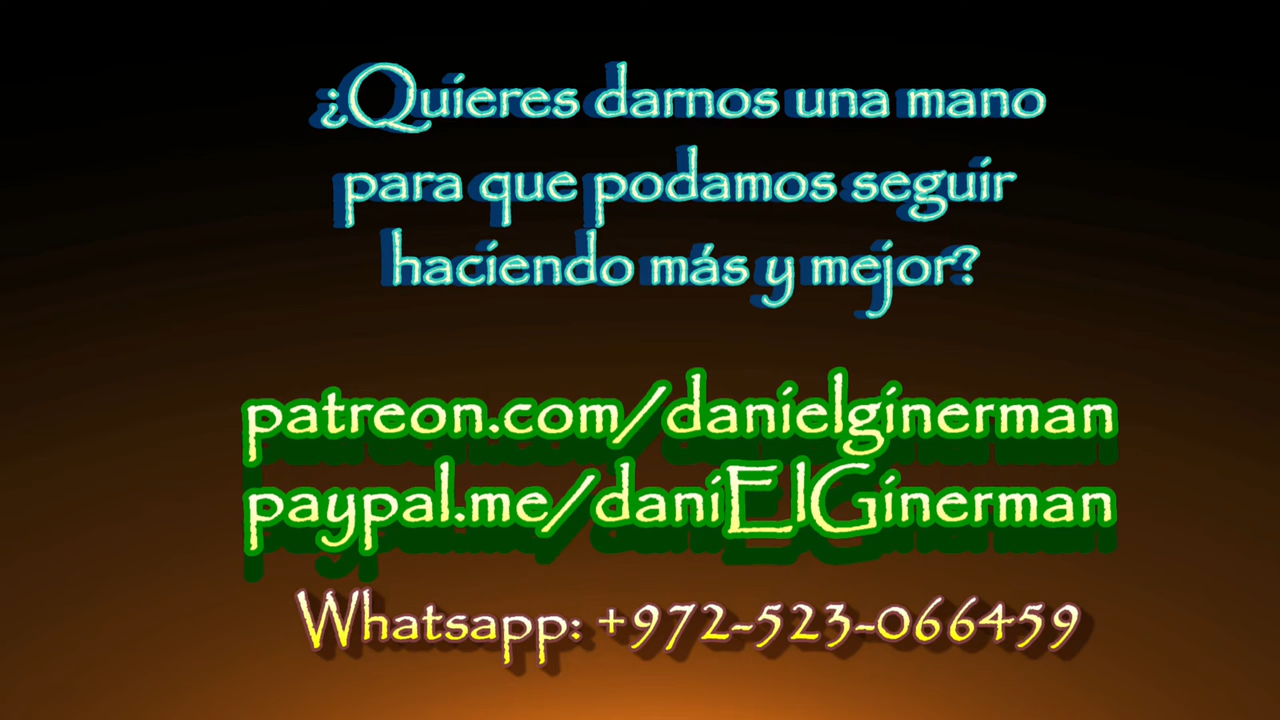 ¿Quieres darnos una mano
para que podamos seguir
haciendo más y mejor?
patreon.com/danielginerman
paypal.me/daniElGinerman
Whatsapp: +972-523-066459